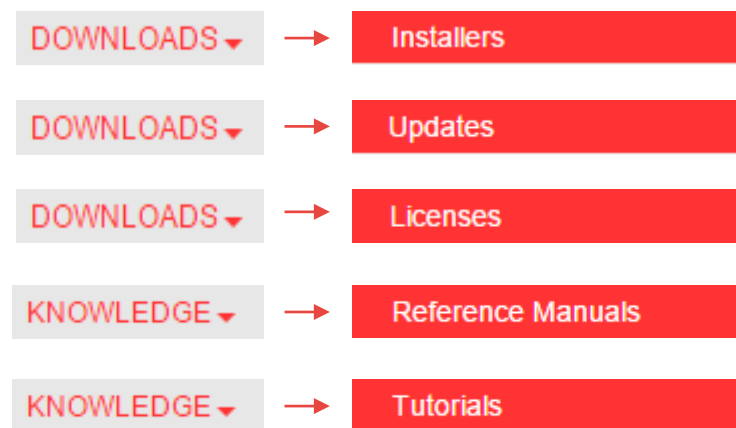 DOWNLOADS Installers
DOWNLOADS Updates
DOWNLOADS Licenses
KNOWLEDGE Reference Manuals
KNOWLEDGE Tutorials